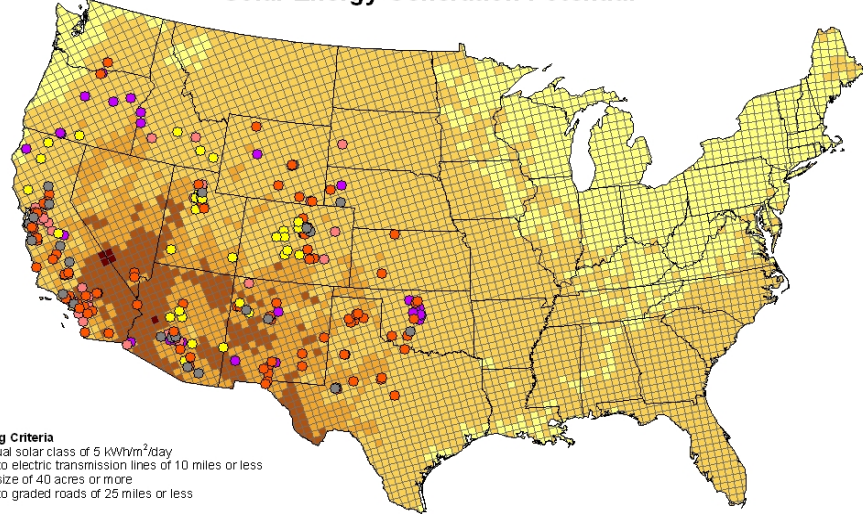 g Criteria
ual solar class of 5 kWh/m²/day
to electric transmission lines of 10 miles or less
size of 40 acres or more
to graded roads of 25 miles or less